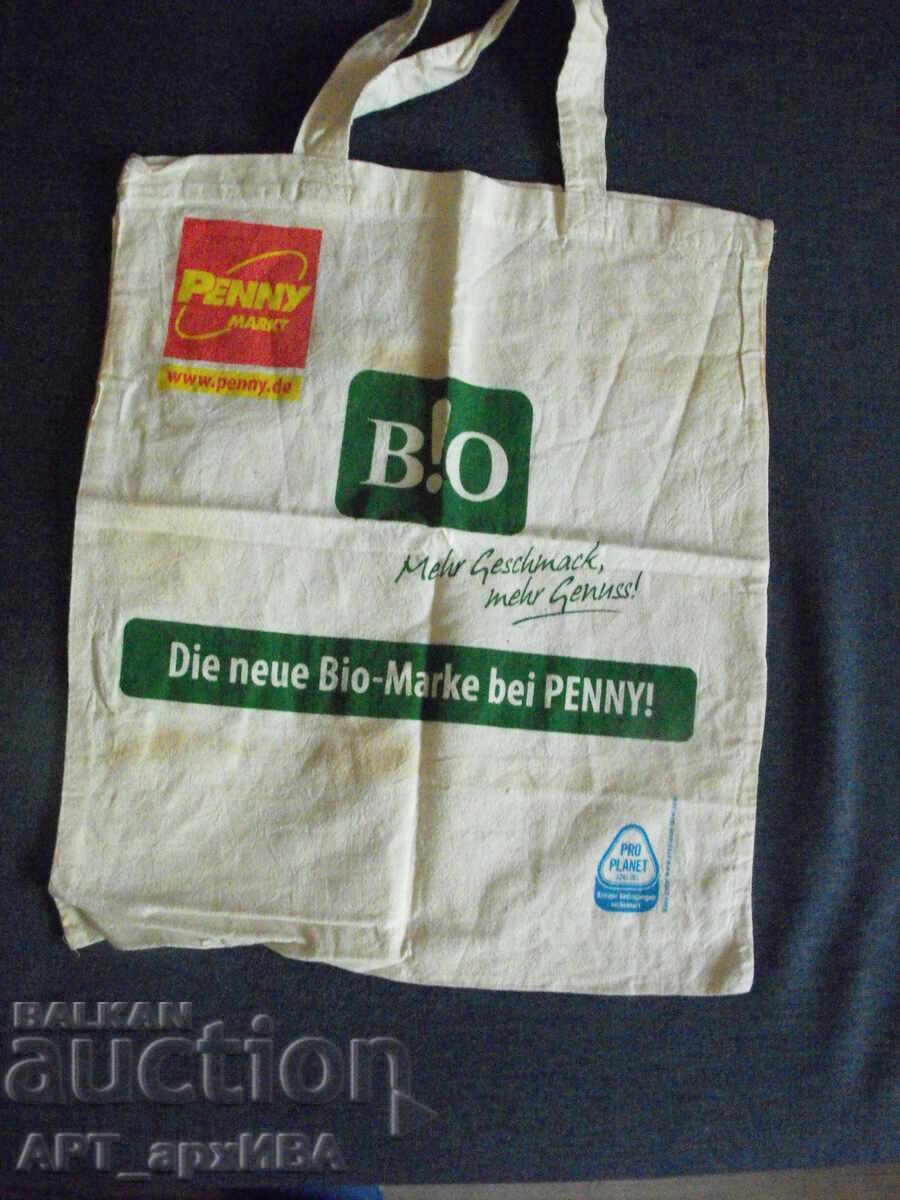 PENNY
MARKT
www.penny.de
B!O
Mehr Geschmack,
mehr Genuss!
Die neue Bio-Marke bei PENNY!
PRO
PLANET
BALKAN
auction
АРТ_архИВА